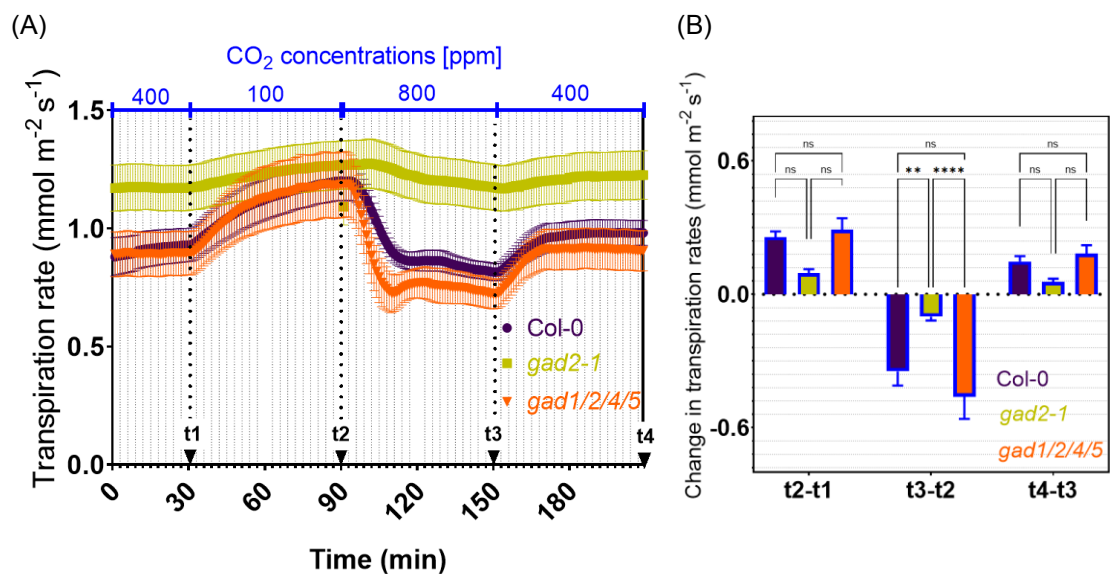 (A)
CO2 concentrations [ppm]
400 100 800 400
Transpiration rate (mmol m-2 s-1)
1.5
1.0
0.5
0.0
Col-0
gad2-1
gad1/2/4/5
t1 t2 t3 t4
0 30 60 90 120 150 180
Time (min)
(B)
Change in transpiration rates (mmol m-2 s-1)
0.6
0.0
-0.6
ns ns ns
ns ns ** **** ns ns
Col-0
gad2-1
gad1/2/4/5
t2-t1 t3-t2 t4-t3